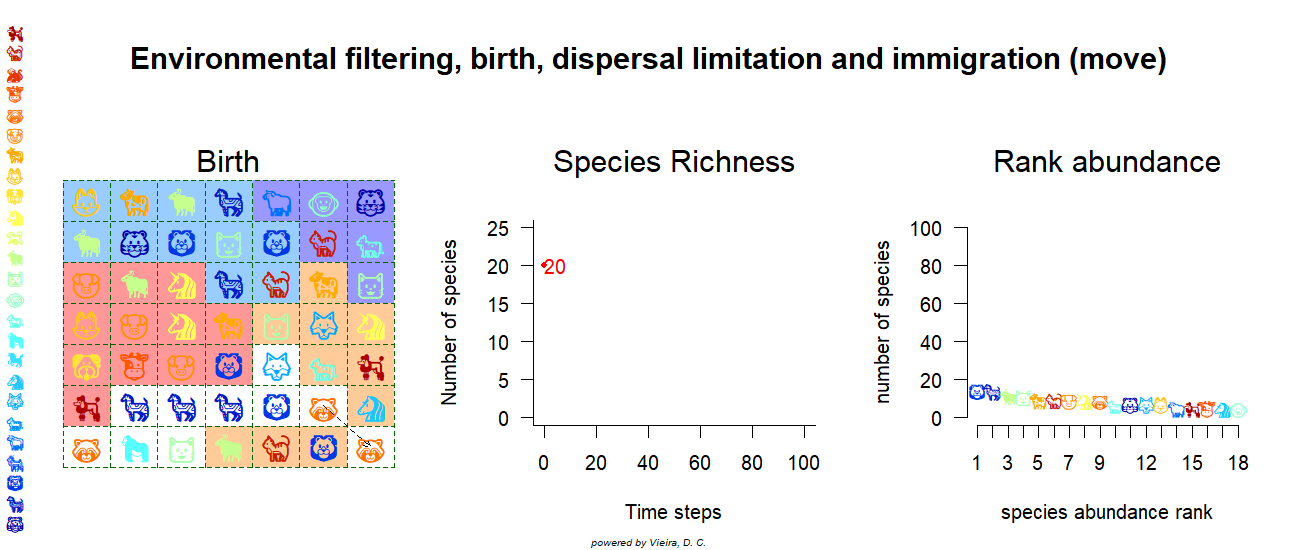 Environmental filtering, birth, dispersal limitation and immigration (move)
Birth
Species Richness
Rank abundance
Number of species
25
20
15
10
5
0
20
0 20 40 60 80 100
Time steps
number of species
100
80
60
40
20
0
1 3 5 7 9 12 15 18
species abundance rank
powered by Vieira, D. C.